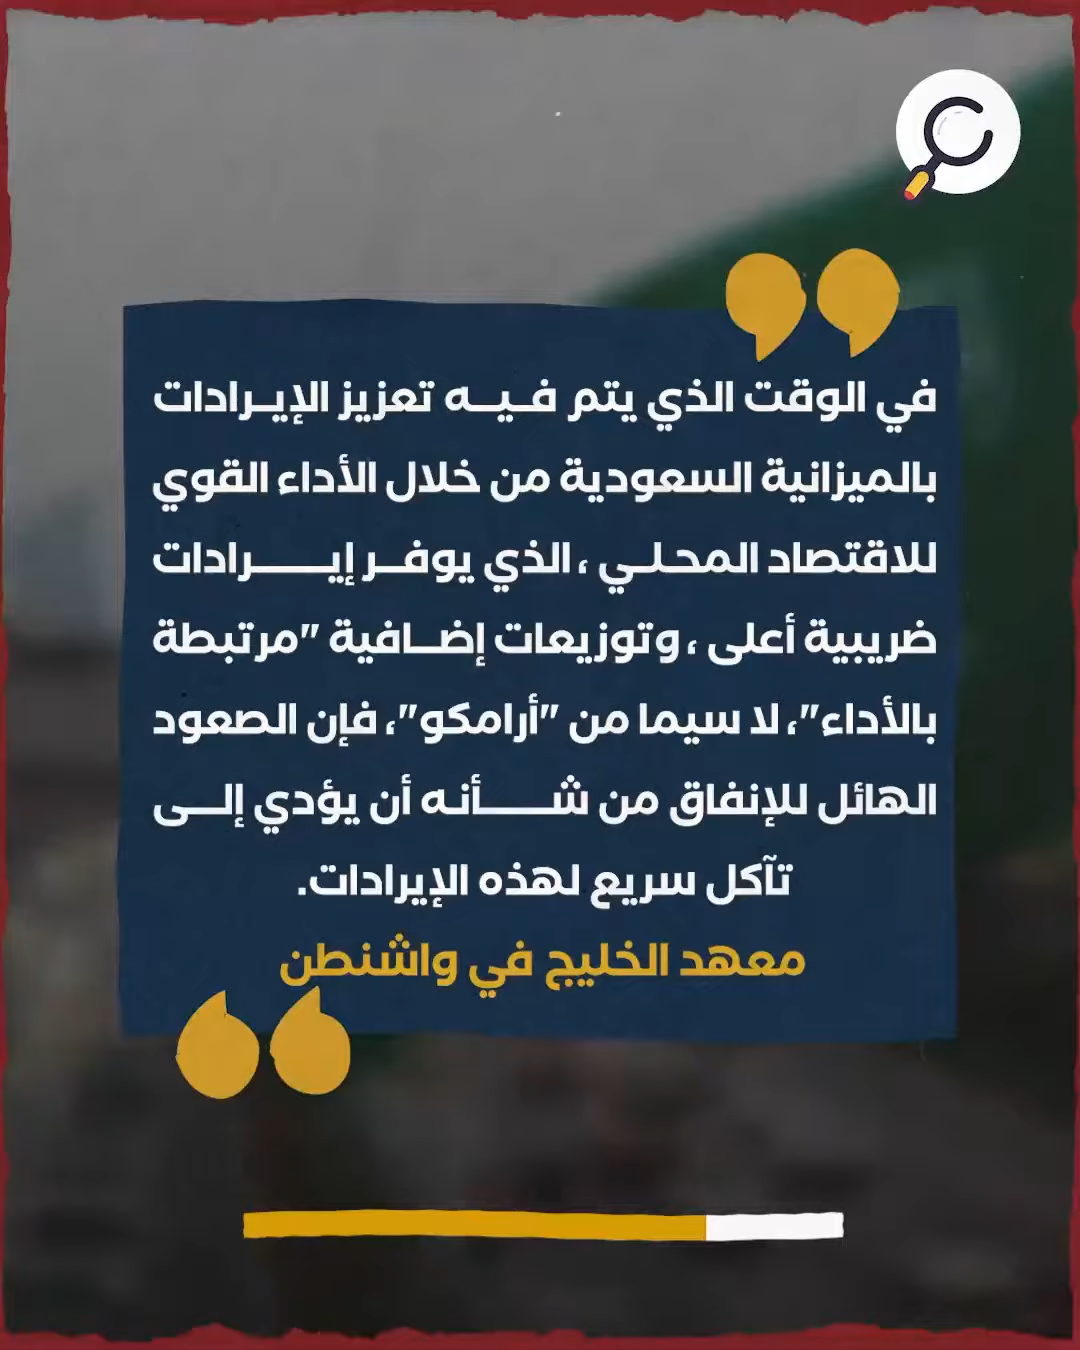 في الوقت الذي يتم فيه تعزيز الإيرادات
بالميزانية السعودية من خلال الأداء القوي
للاقتصاد المحلي ، الذي يوفر إيرادات
ضريبية أعلى ، وتوزيعات إضافية "مرتبطة
بالأداء"، لا سيما من "أرامكو"، فإن الصعود
الهائل للإنفاق من شأنه أن يؤدي إلى
تآكل سريع لهذه الإيرادات.
معهد الخليج في واشنطن